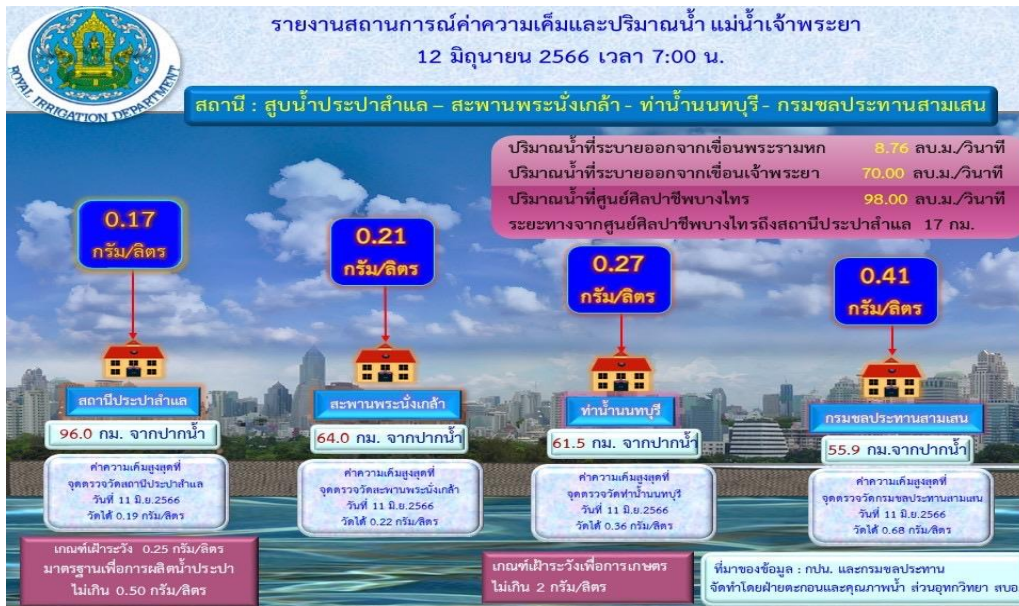 รายงานสถานการณ์ค่าความเค็มและปริมาณน้ำ แม่น้ำเจ้าพระยา
12 มิถุนายน 2566 เวลา 7:00 น.
ROYAL IRRIGATION DEPARTMENT
สถานี : สูบน้ำประปาสำแล – สะพานพระนั่งเกล้า - ท่าน้ำนนทบุรี - กรมชลประทานสามเสน
ปริมาณน้ำที่ระบายออกจากเขื่อนพระรามหก 8.76 ลบ.ม./วินาที
ปริมาณน้ำที่ระบายออกจากเขื่อนเจ้าพระยา 70.00 ลบ.ม./วินาที
ปริมาณน้ำที่ศูนย์ศิลปาชีพบางไทร 98.00 ลบ.ม./วินาที
ระยะทางจากศูนย์ศิลปาชีพบางไทรถึงสถานีประปาสำแล 17 กม.
0.17
กรัม/ลิตร
สถานีประปาสำแล
96.0 กม. จากปากน้ำ
ค่าความเค็มสูงสุดที่
จุดตรวจวัดสถานีประปาสำแล
วันที่ 11 มิ.ย.2566
วัดได้ 0.19 กรัม/ลิตร
0.21
กรัม/ลิตร
สะพานพระนั่งเกล้า
64.0 กม. จากปากน้ำ
ค่าความเค็มสูงสุดที่
จุดตรวจวัดสะพานพระนั่งเกล้า
วันที่ 11 มิ.ย.2566
วัดได้ 0.22 กรัม/ลิตร
0.27
กรัม/ลิตร
ท่าน้ำนนทบุรี
61.5 กม. จากปากน้ำ
ค่าความเค็มสูงสุดที่
จุดตรวจวัดท่าน้ำนนทบุรี
วันที่ 11 มิ.ย.2566
วัดได้ 0.36 กรัม/ลิตร
0.41
กรัม/ลิตร
กรมชลประทานสามเสน
55.9 กม.จากปากน้ำ
ค่าความเค็มสูงสุดที่
จุดตรวจวัดกรมชลประทานสามเสน
วันที่ 11 มิ.ย.2566
วัดได้ 0.68 กรัม/ลิตร
เกณฑ์เฝ้าระวัง 0.25 กรัม/ลิตร
มาตรฐานเพื่อการผลิตน้ำประปา
ไม่เกิน 0.50 กรัม/ลิตร
เกณฑ์เฝ้าระวังเพื่อการเกษตร
ไม่เกิน 2 กรัม/ลิตร
ที่มาของข้อมูล : กปน. และกรมชลประทาน
จัดทำโดยฝ่ายตะกอนและคุณภาพน้ำ ส่วนอุทกวิทยา สบอ